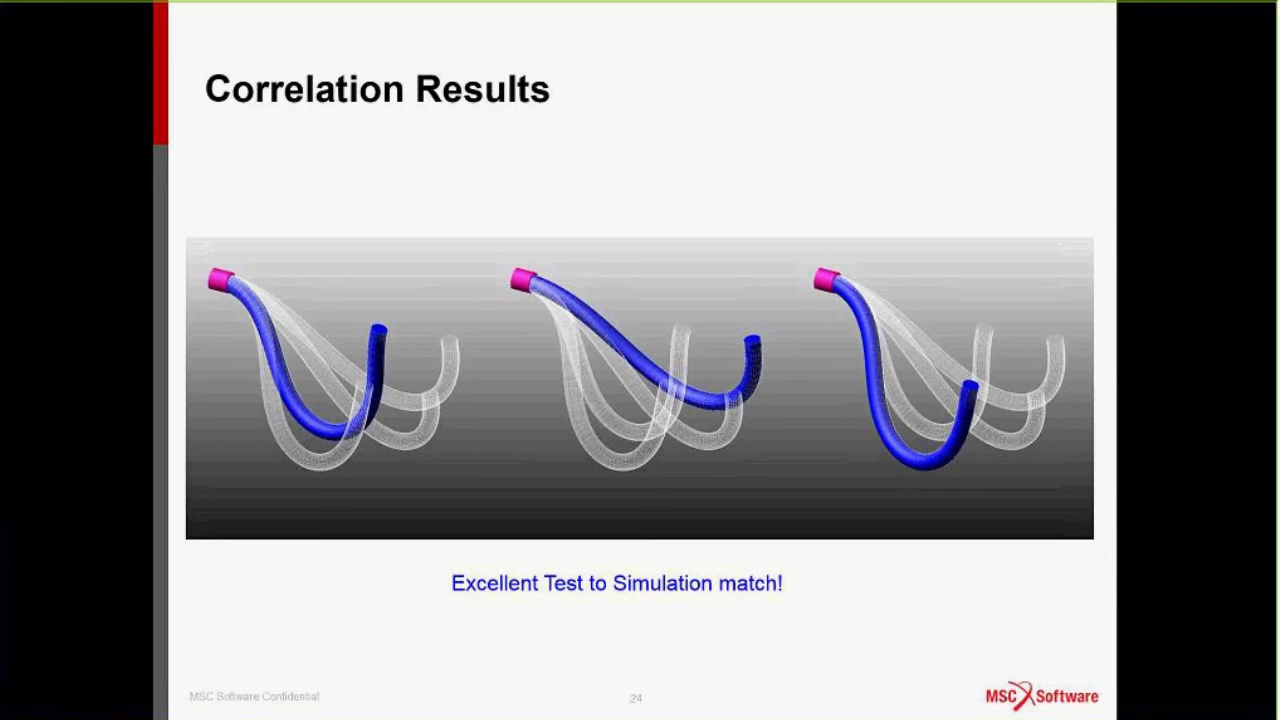 Correlation Results
Excellent Test to Simulation match!
MSC Software Confidential
24
MSC Software